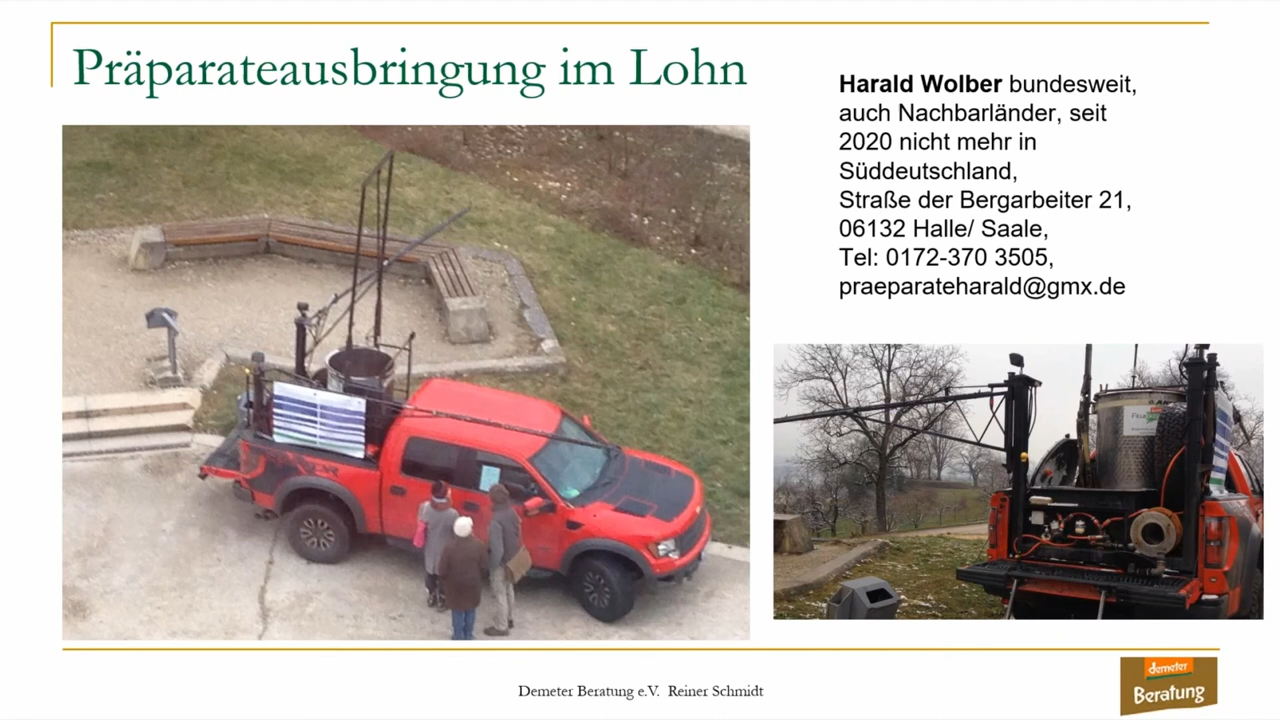 Präparateausbringung im Lohn
Harald Wolber bundesweit,
auch Nachbarländer, seit
2020 nicht mehr in
Süddeutschland,
Straße der Bergarbeiter 21,
06132 Halle/ Saale,
Tel: 0172-370 3505,
praeparateharald@gmx.de
Demeter Beratung e.V. Reiner Schmidt
demeter
Beratung